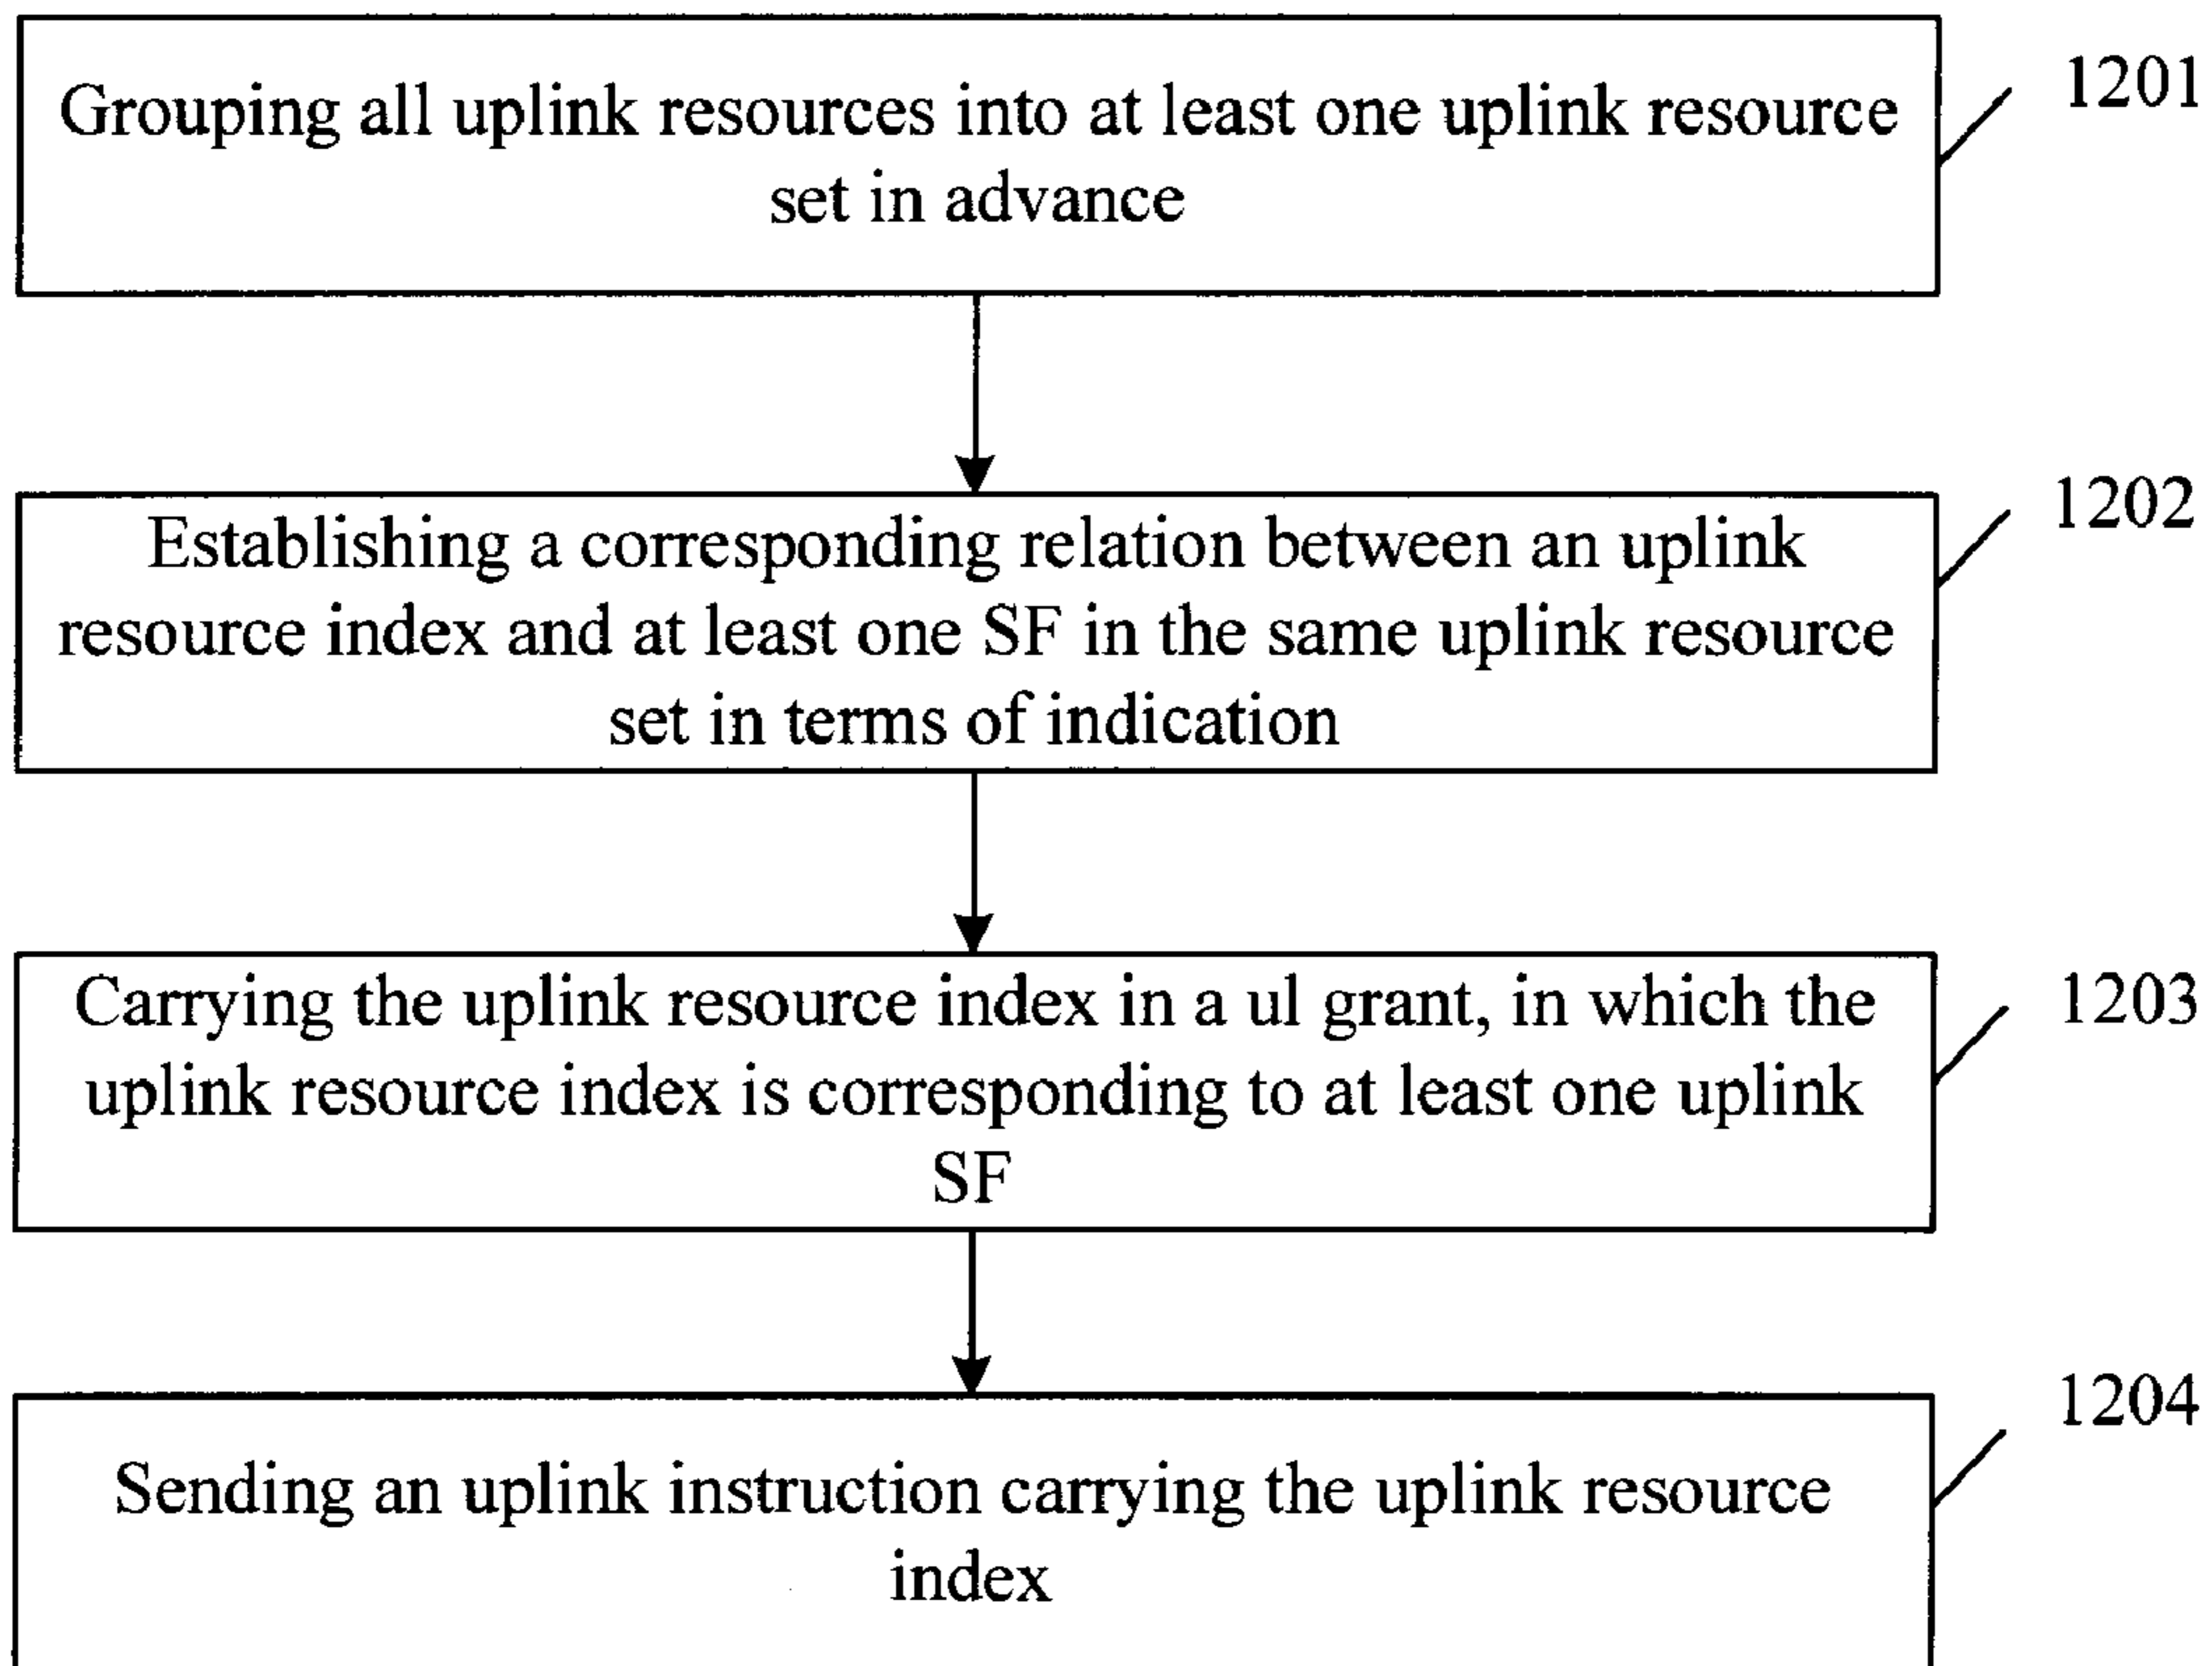 Grouping all uplink resources into at least one uplink resource
set in advance
1201
Establishing a corresponding relation between an uplink
resource index and at least one SF in the same uplink resource
set in terms of indication
1202
Carrying the uplink resource index in a ul grant, in which the
uplink resource index is corresponding to at least one uplink
SF
1203
Sending an uplink instruction carrying the uplink resource
index
1204